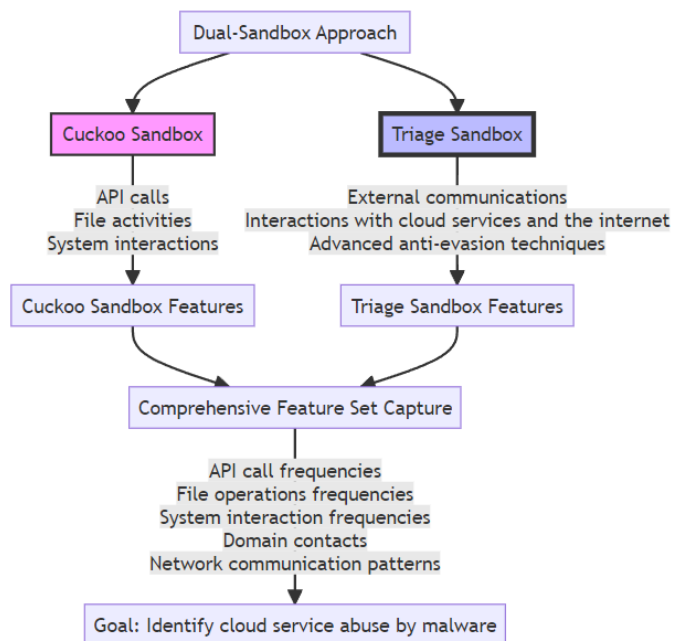 Dual-Sandbox Approach
Cuckoo Sandbox
Triage Sandbox
API calls
File activities
System interactions
External communications
Interactions with cloud services and the internet
Advanced anti-evasion techniques
Cuckoo Sandbox Features
Triage Sandbox Features
Comprehensive Feature Set Capture
API call frequencies
File operations frequencies
System interaction frequencies
Domain contacts
Network communication patterns
Goal: Identify cloud service abuse by malware